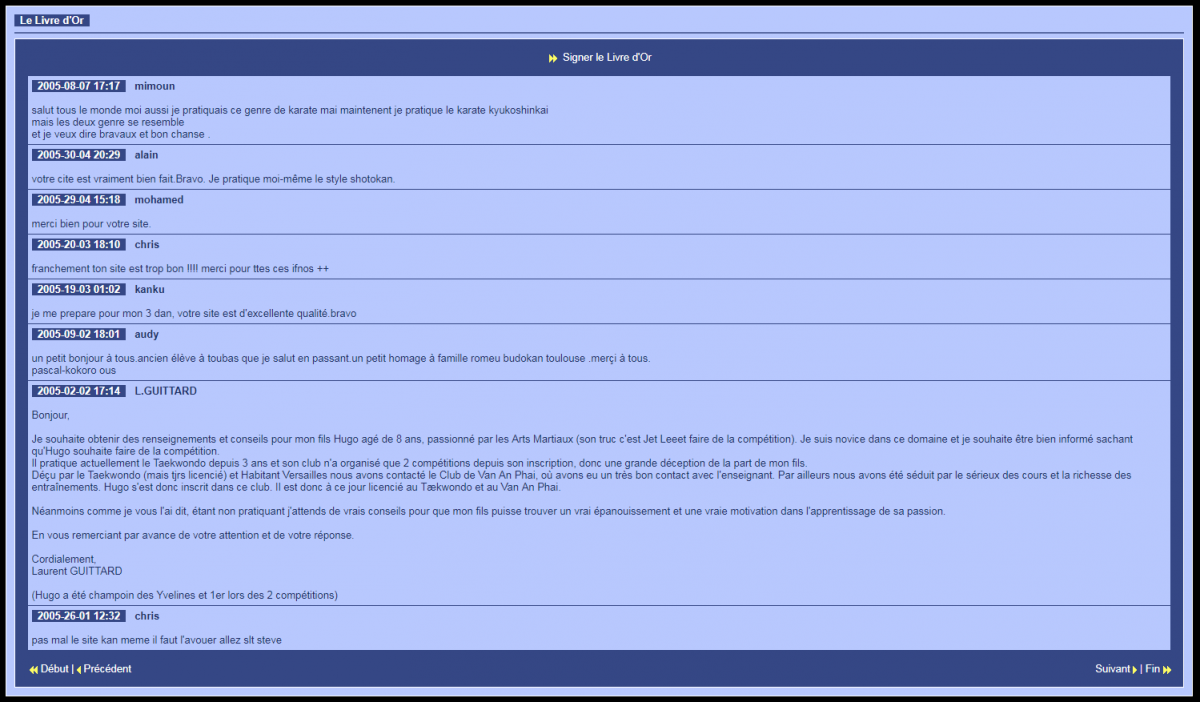 Le Livre d'Or
Signer le Livre d'Or
2005-08-07 17:17 mimoun
salut tous le monde moi aussi je pratiquais ce genre de karate mai maintenent je pratique le karate kyukoshinkai
mais les deux genre se resemble
et je veux dire bravaux et bon chanse .
2005-30-04 20:29 alain
votre cite est vraiment bien fait.Bravo. Je pratique moi-même le style shotokan.
2005-29-04 15:18 mohamed
merci bien pour votre site.
2005-20-03 18:10 chris
franchement ton site est trop bon !!!! merci pour ttes ces ifnos ++
2005-19-03 01:02 kanku
je me prepare pour mon 3 dan, votre site est d'excellente qualité.bravo
2005-09-02 18:01 audy
un petit bonjour à tous.ancien élève à toubas que je salut en passant.un petit homage à famille romeu budokan toulouse .merçi à tous.
pascal-kokoro ous
2005-02-02 17:14 L.GUITTARD
Bonjour,
Je souhaite obtenir des renseignements et conseils pour mon fils Hugo agé de 8 ans, passionné par les Arts Martiaux (son truc c'est Jet Leeet faire de la compétition). Je suis novice dans ce domaine et je souhaite être bien informé sachant
qu'Hugo souhaite faire de la compétition.
Il pratique actuellement le Taekwondo depuis 3 ans et son club n'a organisé que 2 compétitions depuis son inscription, donc une grande déception de la part de mon fils.
Déçu par le Taekwondo (mais tjrs licencié) et Habitant Versailles nous avons contacté le Club de Van An Phai, où avons eu un très bon contact avec l'enseignant. Par ailleurs nous avons été séduit par le sérieux des cours et la richesse des
entraînements. Hugo s'est donc inscrit dans ce club. Il est donc à ce jour licencié au Tækwondo et au Van An Phai.
Néanmoins comme je vous l'ai dit, étant non pratiquant j'attends de vrais conseils pour que mon fils puisse trouver un vrai épanouissement et une vraie motivation dans l'apprentissage de sa passion.
En vous remerciant par avance de votre attention et de votre réponse.
Cordialement,
Laurent GUITTARD
(Hugo a été champoin des Yvelines et 1er lors des 2 compétitions)
2005-26-01 12:32 chris
pas mal le site kan meme il faut l'avouer allez slt steve
Début | Précédent
Suivant | Fin